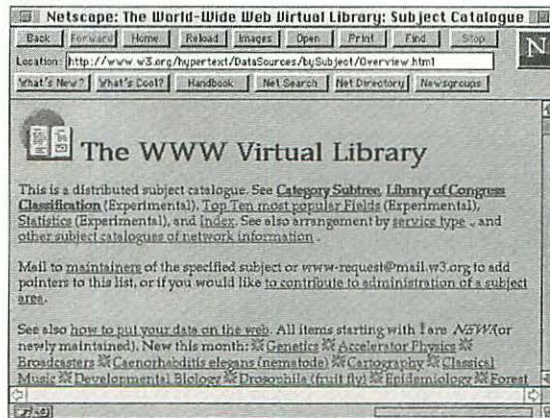 Netscape: The World-Wide Web Virtual Library: Subject Catalogue
Back Forward Home Reload Images Open Print Find Stop
N
Location: http://www.w3.org/hypertext/DataSources/bySubject/Overview.html
What's New? What's Cool? Handbook Net Search Net Directory Newsgroups
The WWW Virtual Library
This is a distributed subject catalogue. See Category Subtree, Library of Congress
Classification (Experimental), Top Ten most popular Fields (Experimental),
Statistics (Experimental), and Index. See also arrangement by service type ., and
other subject catalogues of network information .
Mail to maintainers of the specified subject or www-request@mail.w3.org to add
pointers to this list, or if you would like to contribute to administration of a subject
area.
See also how to put your data on the web. All items starting with ! are NEW! (or
newly maintained). New this month: Genetics Accelerator Physics
Broadcasters Caenorhabditis elegans (nematode) Cartography Classical
Music Developmental Biology Drosophila (fruit fly) Epidemiology Forest